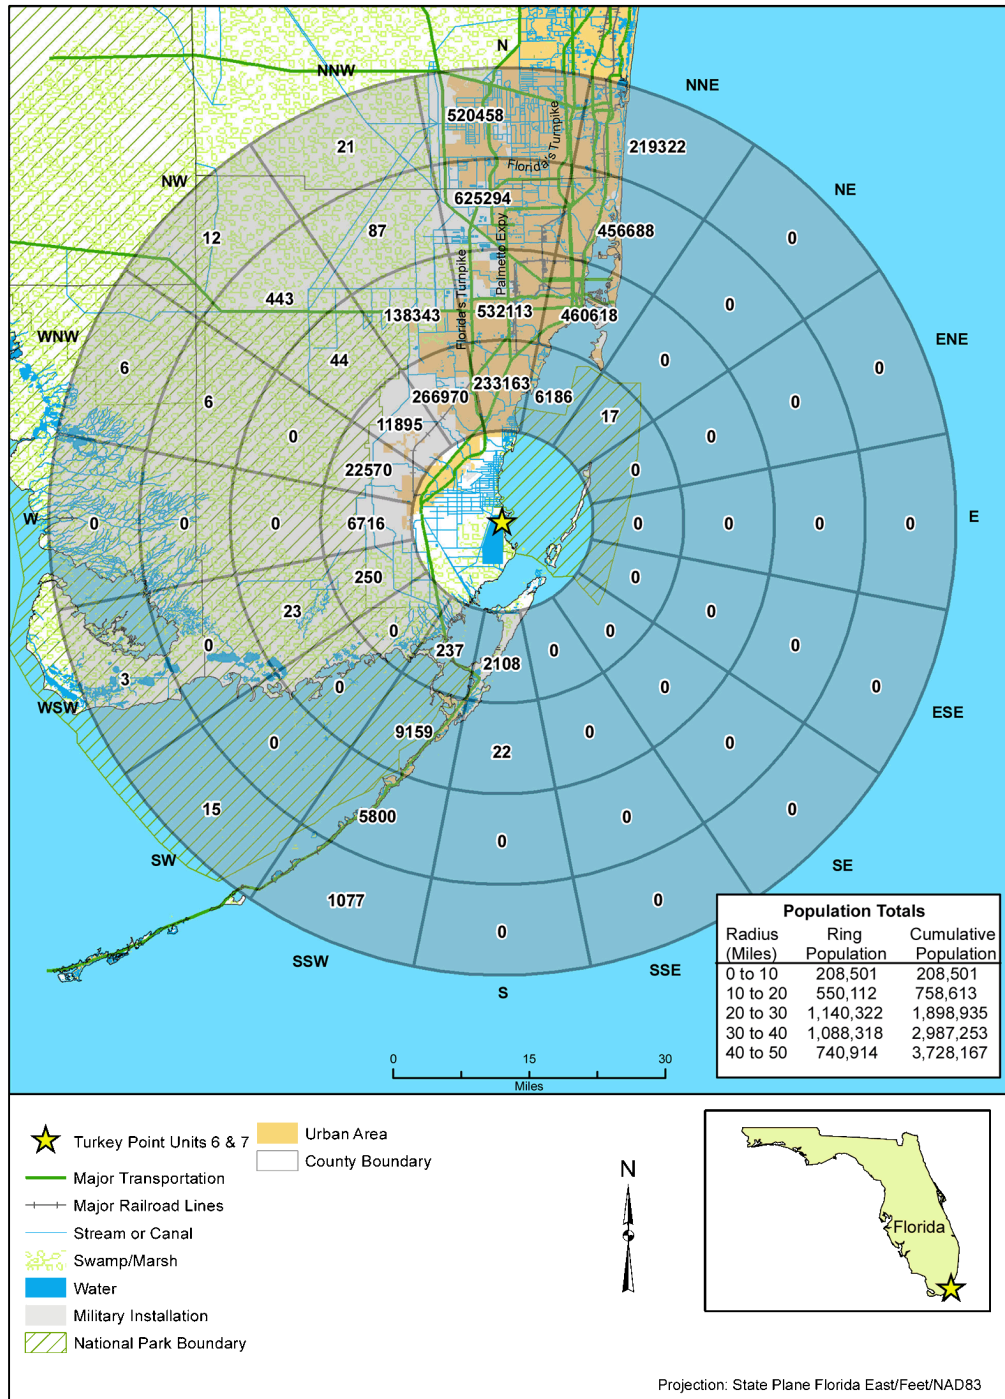 N
NNW
NNE
520458
21
219322
Florida's Turnpike
NW
NE
625294
87
456688
12
0
Palmetto Expy
Florida's Turnpike
443
0
138343
532113
460618
WNW
ENE
44
0
6
0
233163
266970
6186
6
0
17
11895
0
0
22570
0
W
0
0
0
6716
0
0
0
0
E
250
0
23
0
0
0
0
237
2108
0
3
0
0
0
WSW
ESE
9159
0
0
22
0
15
5800
0
0
0
SW
SE
1077
0
0
SSW
SSE
S
Population Totals
Radius Ring Cumulative
(Miles) Population Population
0 to 10 208,501 208,501
10 to 20 550,112 758,613
20 to 30 1,140,322 1,898,935
30 to 40 1,088,318 2,987,253
40 to 50 740,914 3,728,167
0 15 30
Miles
Turkey Point Units 6 & 7
Urban Area
County Boundary
Major Transportation
Major Railroad Lines
Stream or Canal
Swamp/Marsh
Water
Military Installation
National Park Boundary
N
Florida
Projection: State Plane Florida East/Feet/NAD83